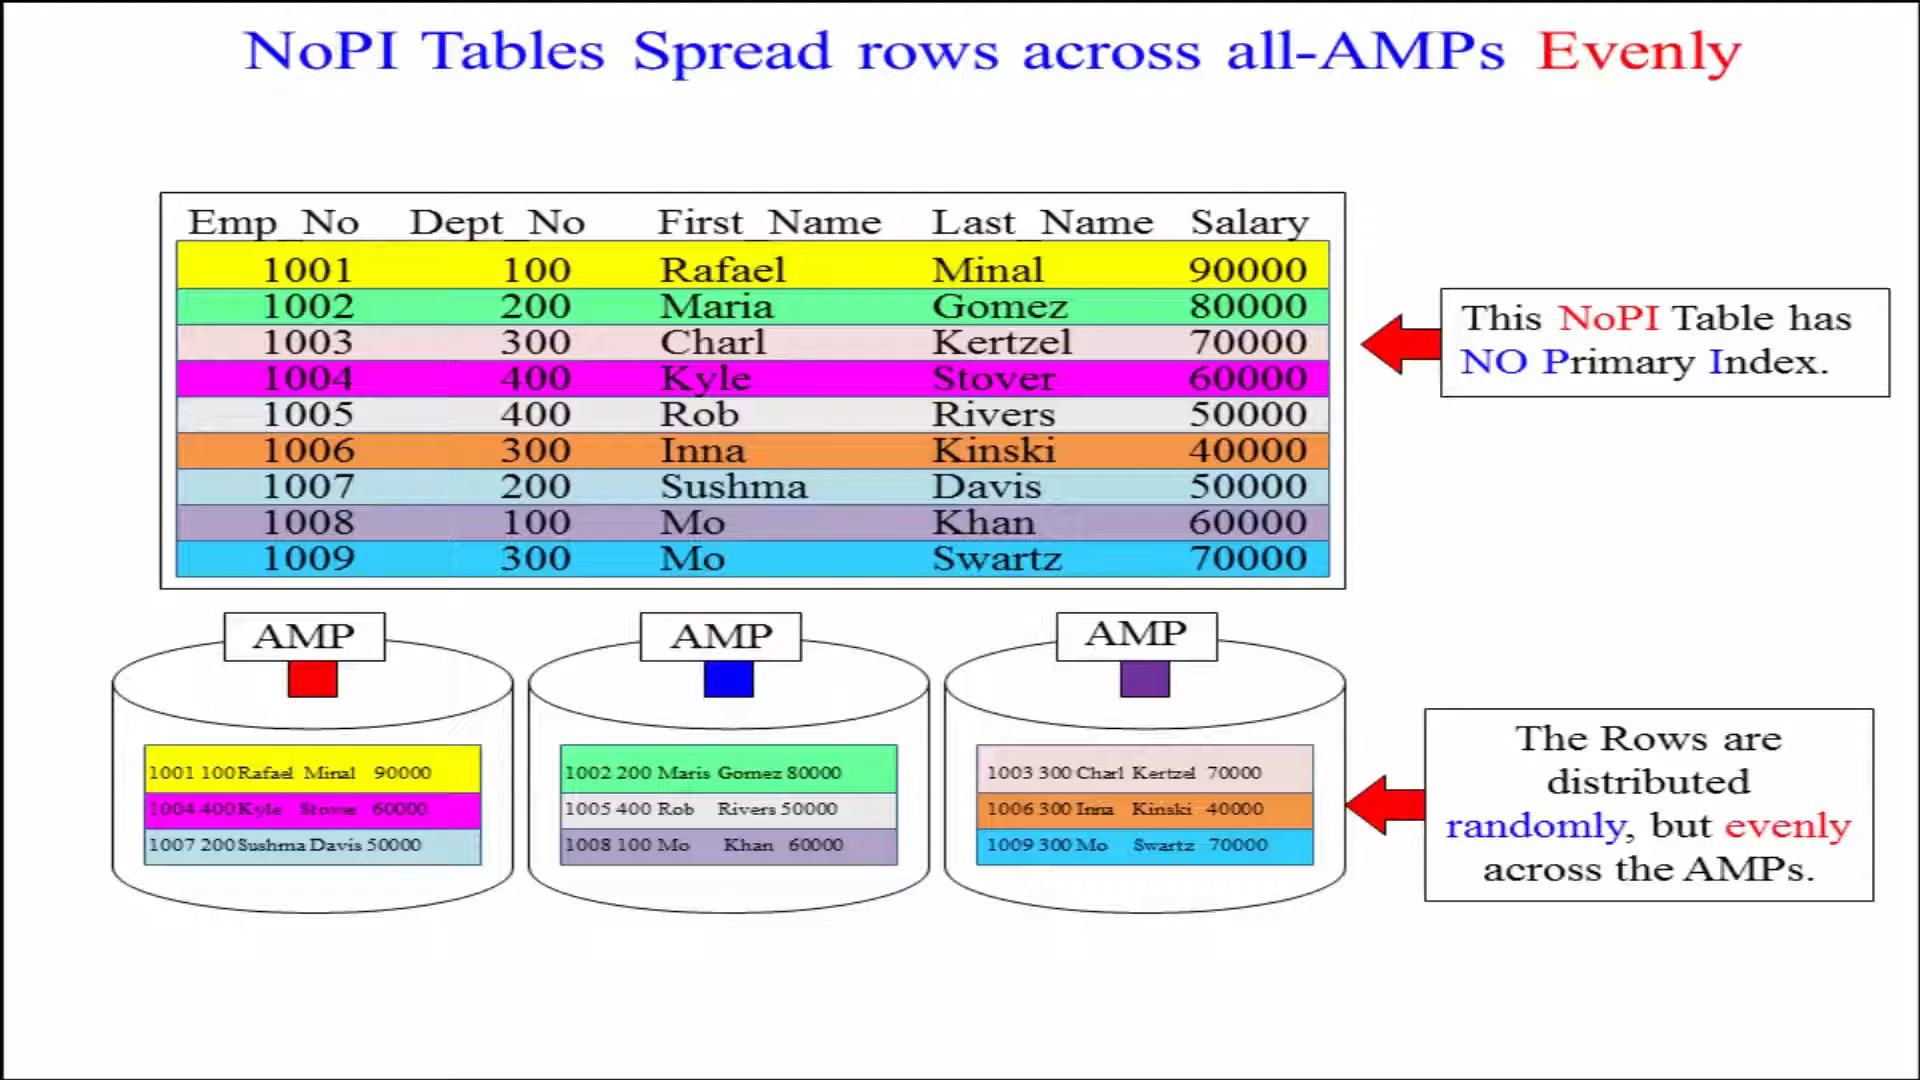 NoPI Tables Spread rows across all-AMPs Evenly
Emp_No Dept_No First_Name Last_Name Salary
1001 100 Rafael Minal 90000
1002 200 Maria Gomez 80000
1003 300 Charl Kertzel 70000
1004 400 Kyle Stover 60000
1005 400 Rob Rivers 50000
1006 300 Inna Kinski 40000
1007 200 Sushma Davis 50000
1008 100 Mo Khan 60000
1009 300 Mo Swartz 70000
This NoPI Table has
NO Primary Index.
AMP
1001 100 Rafael Minal 90000
1004 400 Kyle Stover 60000
1007 200 Sushma Davis 50000
AMP
1002 200 Maris Gomez 80000
1005 400 Rob Rivers 50000
1008 100 Mo Khan 60000
AMP
1003 300 Charl Kertzel 70000
1006 300 Inna Kinski 40000
1009 300 Mo Swartz 70000
The Rows are
distributed
randomly, but evenly
across the AMPs.